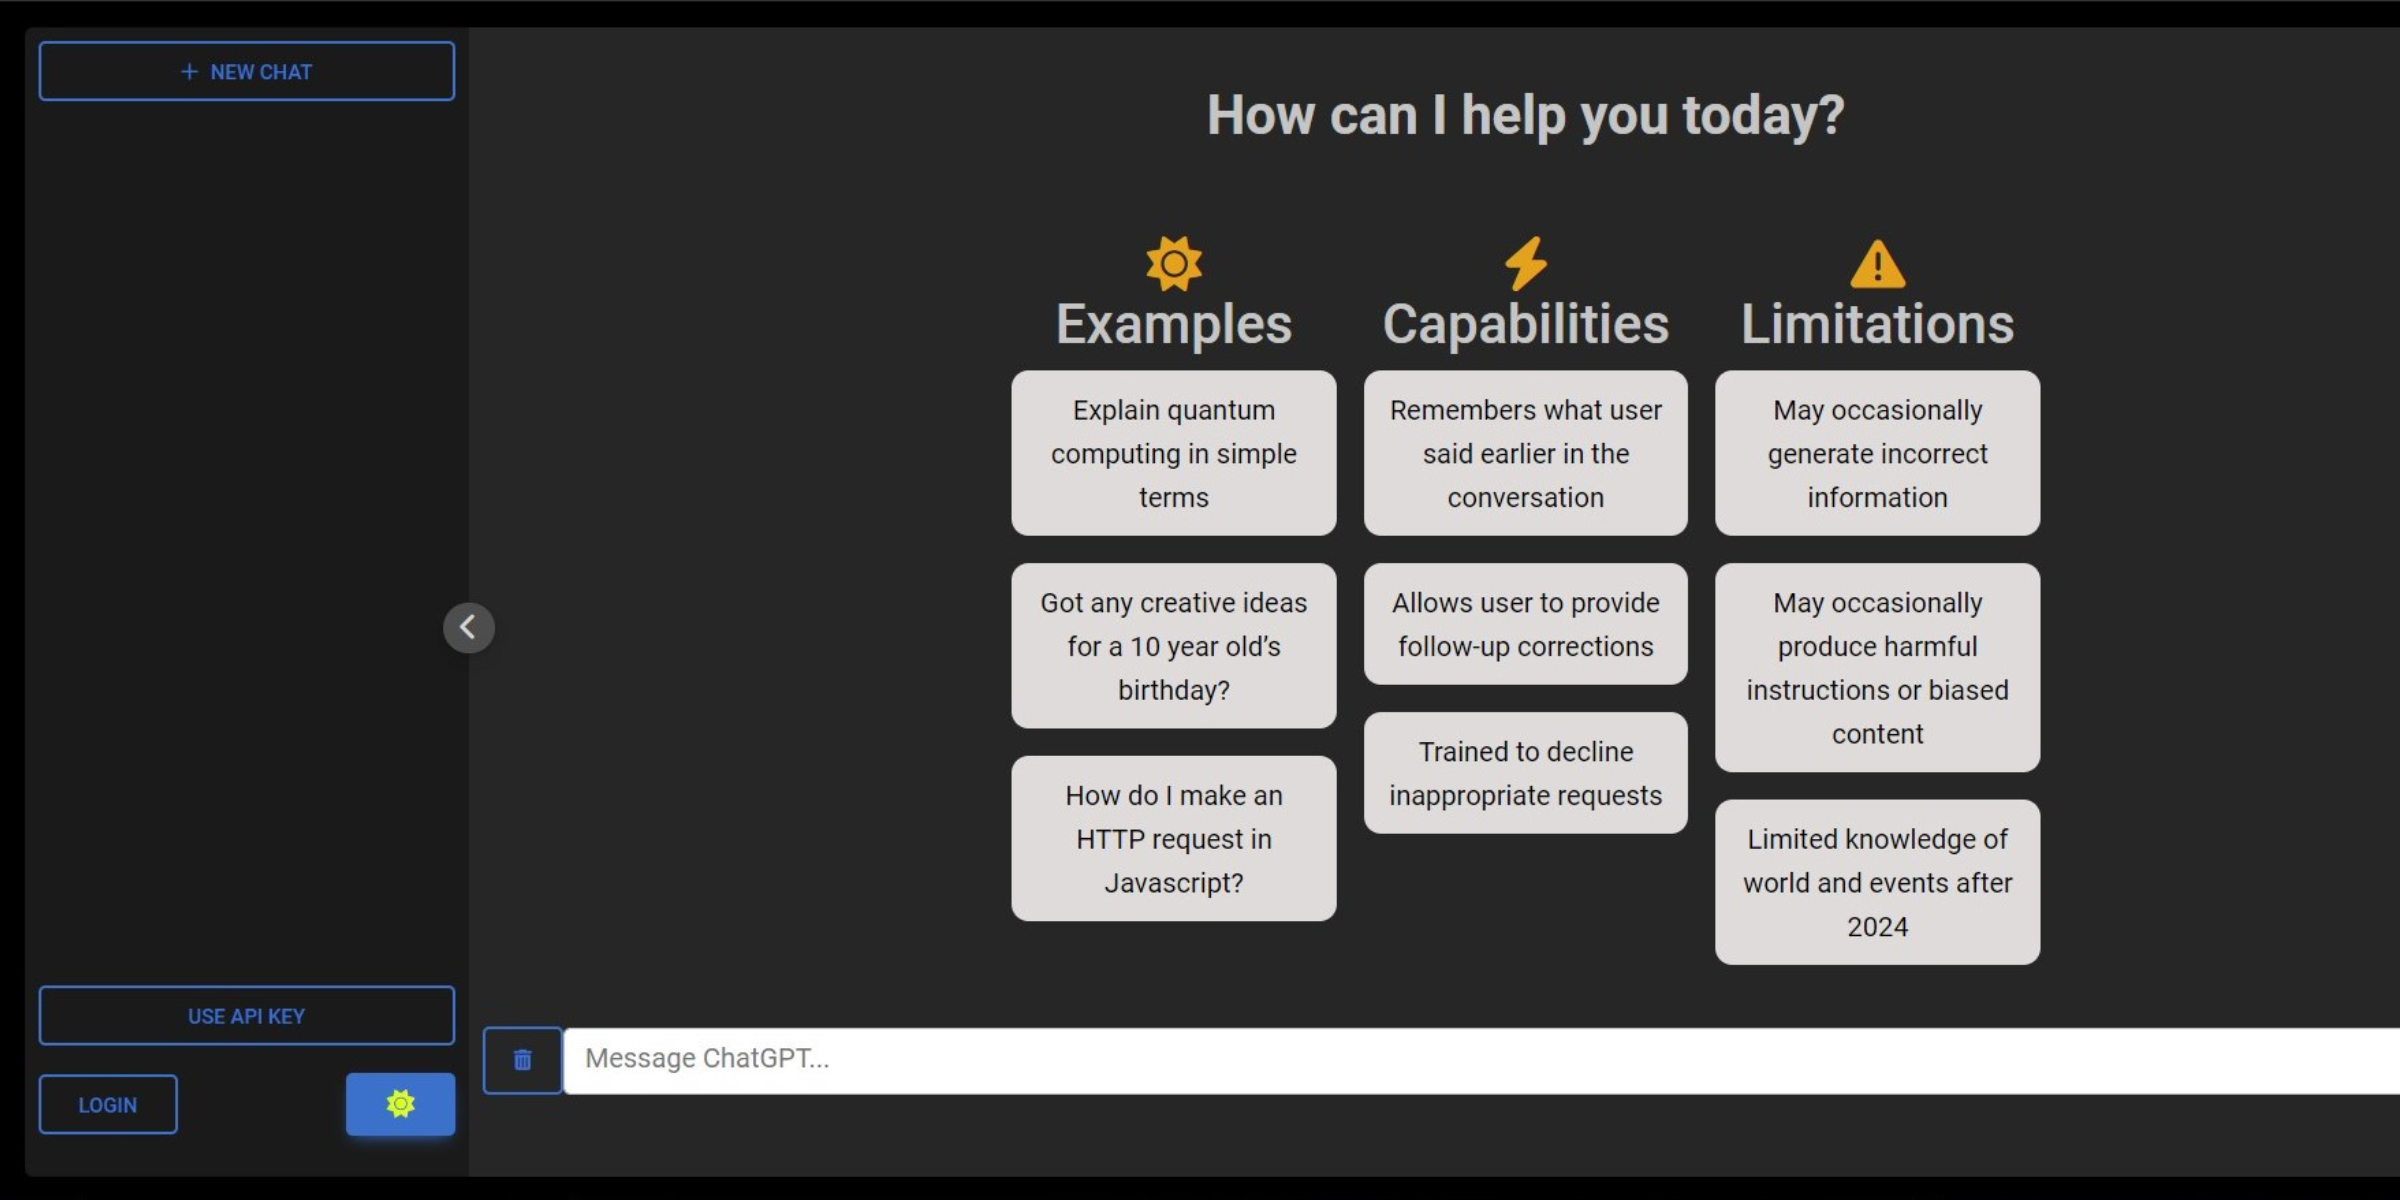 NEW CHAT
How can I help you today?
Examples
Explain quantum
computing in simple
terms
Got any creative ideas
for a 10 year old’s
birthday?
How do I make an
HTTP request in
Javascript?
Capabilities
Remembers what user
said earlier in the
conversation
Allows user to provide
follow-up corrections
Trained to decline
inappropriate requests
Limitations
May occasionally
generate incorrect
information
May occasionally
produce harmful
instructions or biased
content
Limited knowledge of
world and events after
2024
USE API KEY
LOGIN
Message ChatGPT...